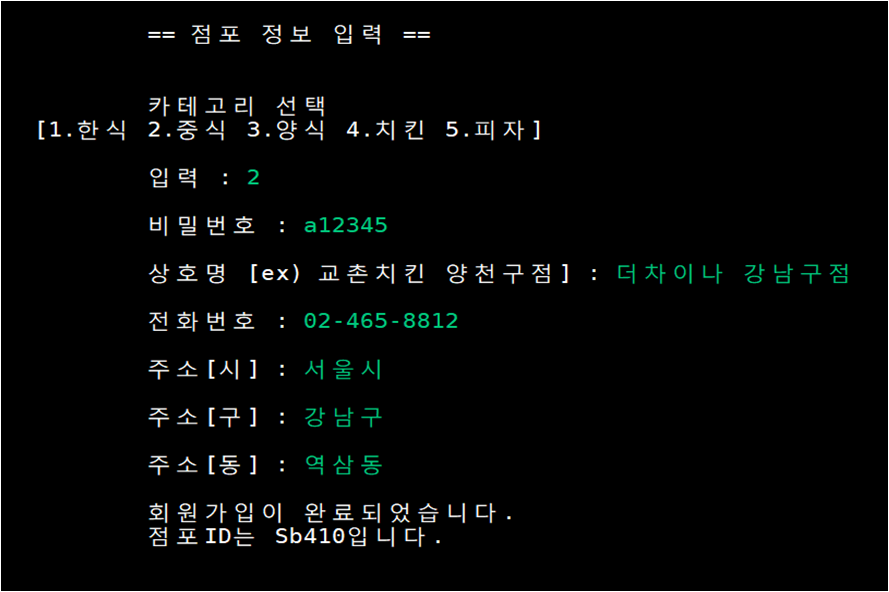 == 점포 정보 입력 ==
카테고리 선택
[1.한식 2.중식 3.양식 4.치킨 5.피자]
입력 : 2
비밀번호 : a12345
상호명 [ex) 교촌치킨 양천구점] : 더차이나 강남구점
전화번호 : 02-465-8812
주소[시] : 서울시
주소[구] : 강남구
주소[동] : 역삼동
회원가입이 완료되었습니다.
점포ID는 Sb410입니다.